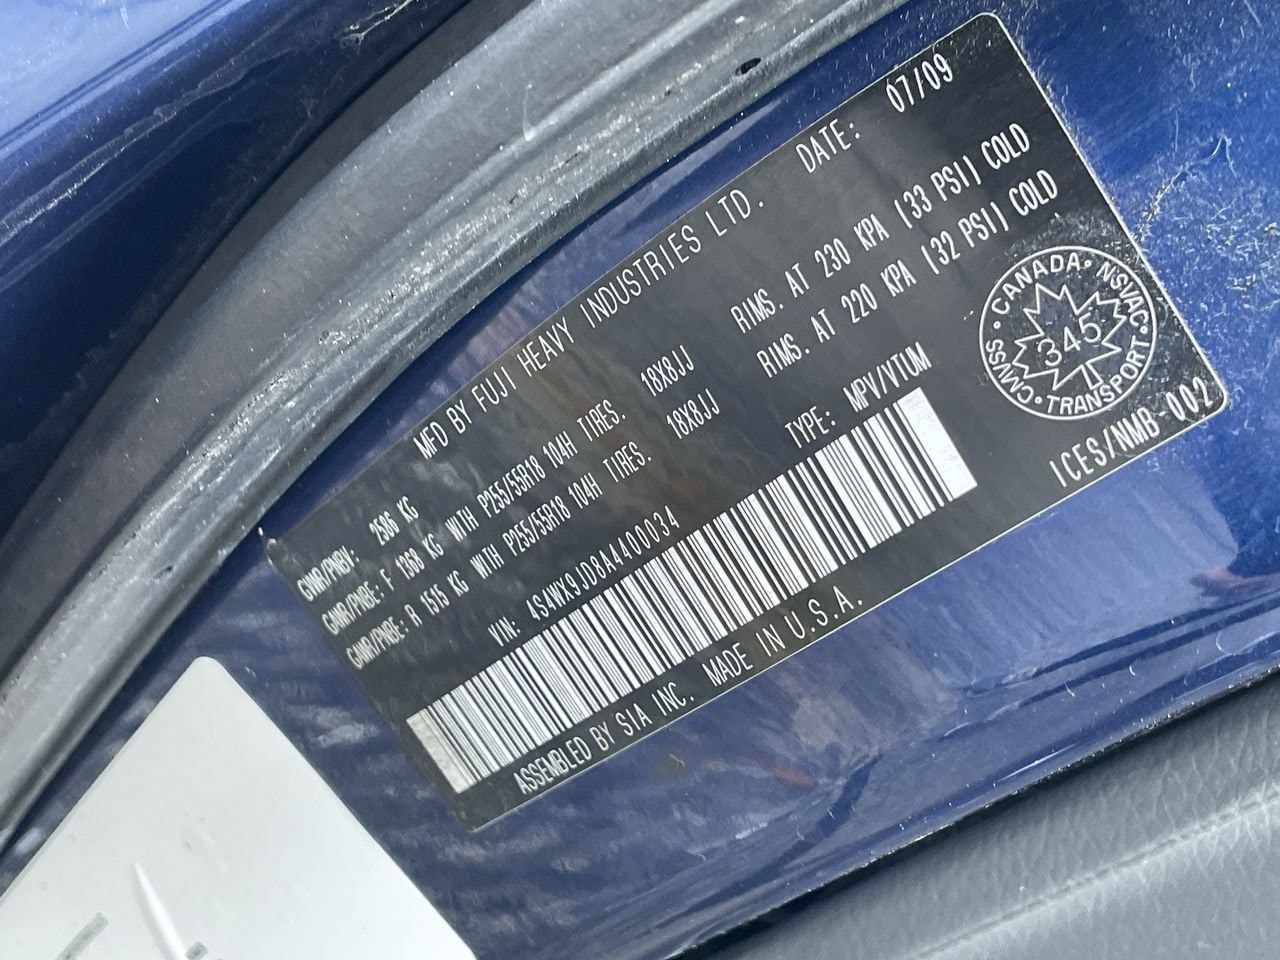 MFD BY FUJI HEAVY INDUSTRIES LTD. DATE: 07/09
GVWR/PNBV: 2586 KG
GAWR/PNBE: F 1368 KG WITH P255/55R18 104H TIRES. 18X8JJ RIMS. AT 230 KPA (33 PSI) COLD
GAWR/PNBE: R 1515 KG WITH P255/55R18 104H TIRES. 18X8JJ RIMS. AT 220 KPA (32 PSI) COLD
VIN: 4S4WX9JD8A4400034 TYPE: MPV/VTUM
ASSEMBLED BY SIA INC. MADE IN U.S.A.
CANADA • NSVAC •
345
CMVSS • TRANSPORT
ICES/NMB-002